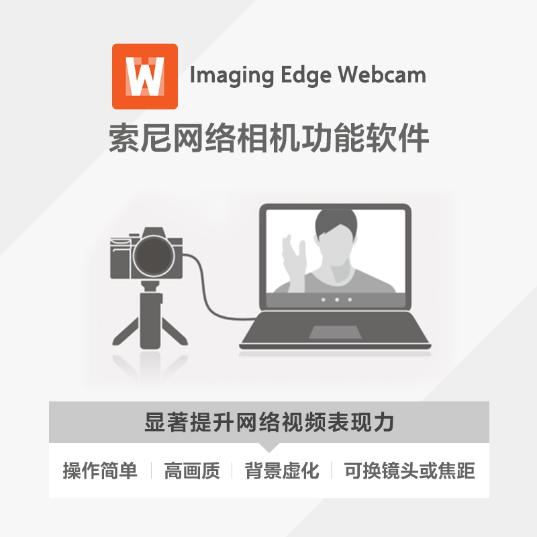 W
Imaging Edge Webcam
索尼网络相机功能软件
显著提升网络视频表现力
操作简单 | 高画质 | 背景虚化 | 可换镜头或焦距